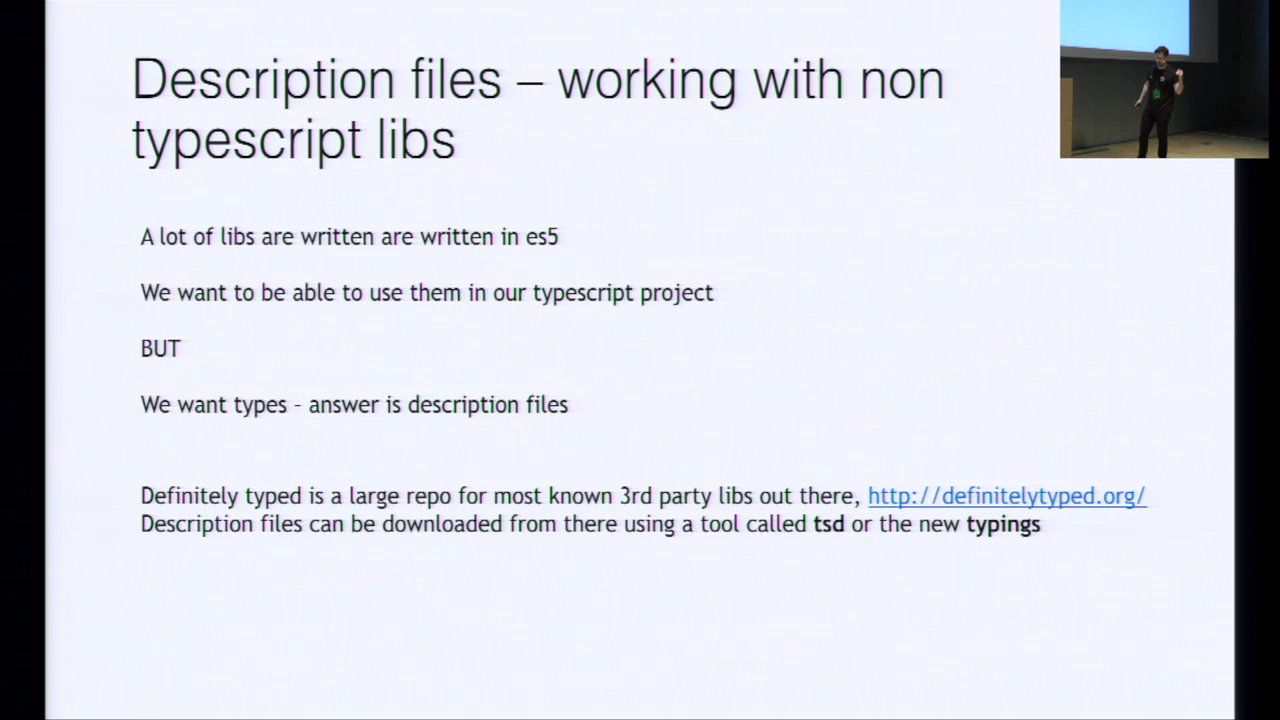 Description files – working with non
typescript libs
A lot of libs are written are written in es5
We want to be able to use them in our typescript project
BUT
We want types - answer is description files
Definitely typed is a large repo for most known 3rd party libs out there, http://definitelytyped.org/
Description files can be downloaded from there using a tool called tsd or the new typings